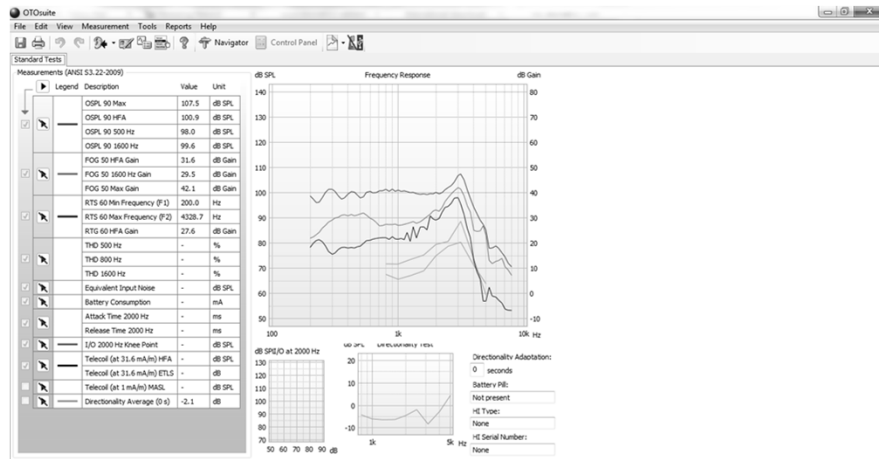 OTOsuite
File Edit View Measurement Tools Reports Help
Navigator Control Panel
Standard Tests
Measurements (ANSI S3.22-2009)
Legend Description Value Unit
OSPL 90 Max 107.5 dB SPL
OSPL 90 HFA 100.9 dB SPL
OSPL 90 500 Hz 98.0 dB SPL
OSPL 90 1600 Hz 99.6 dB SPL
FOG 50 HFA Gain 31.6 dB Gain
FOG 50 1600 Hz Gain 29.5 dB Gain
FOG 50 Max Gain 42.1 dB Gain
RTS 60 Min Frequency (F1) 200.0 Hz
RTS 60 Max Frequency (F2) 4328.7 Hz
RTG 60 HFA Gain 27.6 dB Gain
THD 500 Hz - %
THD 800 Hz - %
THD 1600 Hz - %
Equivalent Input Noise - dB SPL
Battery Consumption - mA
Attack Time 2000 Hz - ms
Release Time 2000 Hz - ms
I/O 2000 Hz Knee Point - dB SPL
Telecoil (at 31.6 mA/m) HFA - dB SPL
Telecoil (at 31.6 mA/m) ETLS - dB
Telecoil (at 1 mA/m) MASL - dB SPL
Directionality Average (0 s) -2.1 dB
dB SPL Frequency Response dB Gain
140 80
130 70
120 60
110 50
100 40
90 30
80 20
70 10
60 0
50 -10
100 1k 10k Hz
dB SPL I/O at 2000 Hz
130
120
110
100
90
80
70
50 60 70 80 90 dB
dB SPL Directionality Test
20
10
0
-10
1k 5k Hz
Directionality Adaptation:
0 seconds
Battery Pill:
Not present
HI Type:
None
HI Serial Number:
None